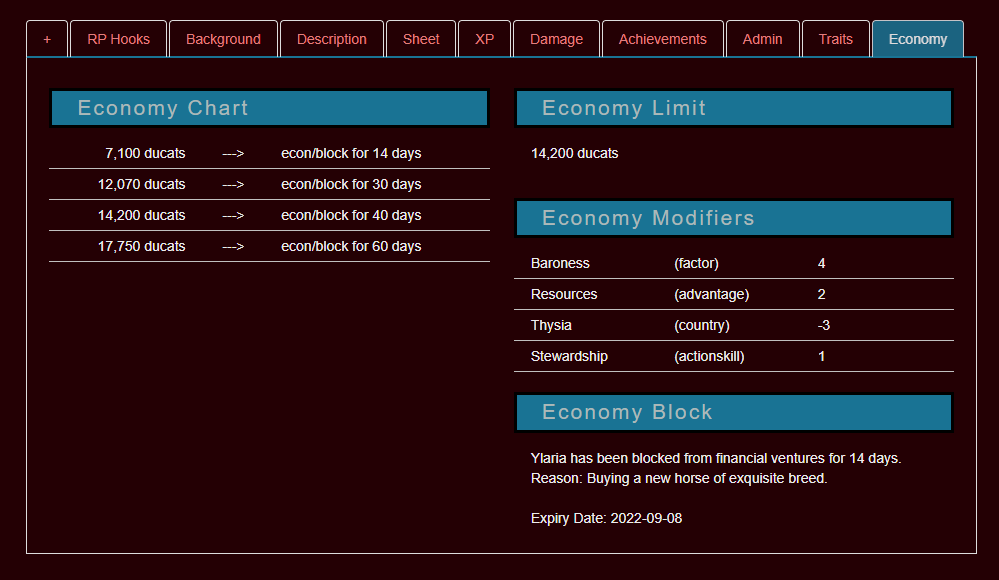 + RP Hooks Background Description Sheet XP Damage Achievements Admin Traits Economy
Economy Chart
7,100 ducats ---> econ/block for 14 days
12,070 ducats ---> econ/block for 30 days
14,200 ducats ---> econ/block for 40 days
17,750 ducats ---> econ/block for 60 days
Economy Limit
14,200 ducats
Economy Modifiers
Baroness (factor) 4
Resources (advantage) 2
Thysia (country) -3
Stewardship (actionskill) 1
Economy Block
Ylaria has been blocked from financial ventures for 14 days.
Reason: Buying a new horse of exquisite breed.
Expiry Date: 2022-09-08